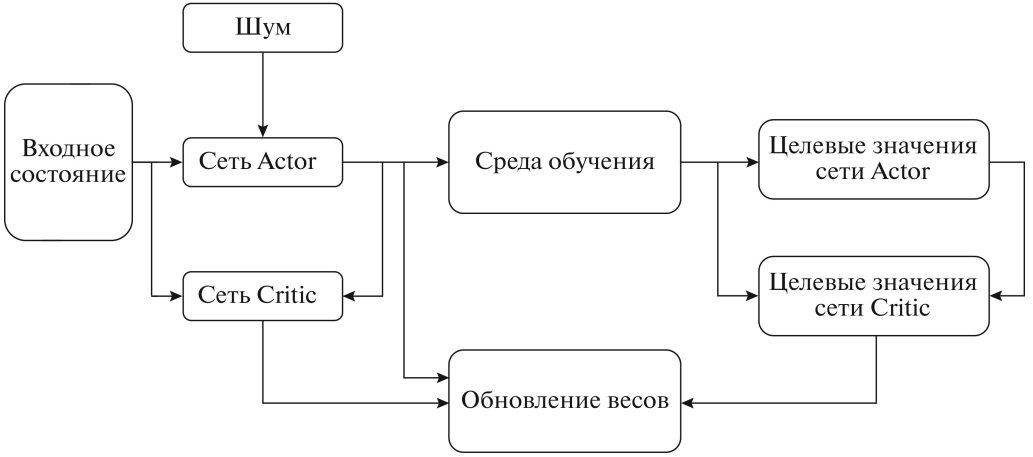 Шум
Входное
состояние
Сеть Actor
Среда обучения
Целевые значения
сети Actor
Сеть Critic
Целевые значения
сети Critic
Обновление весов